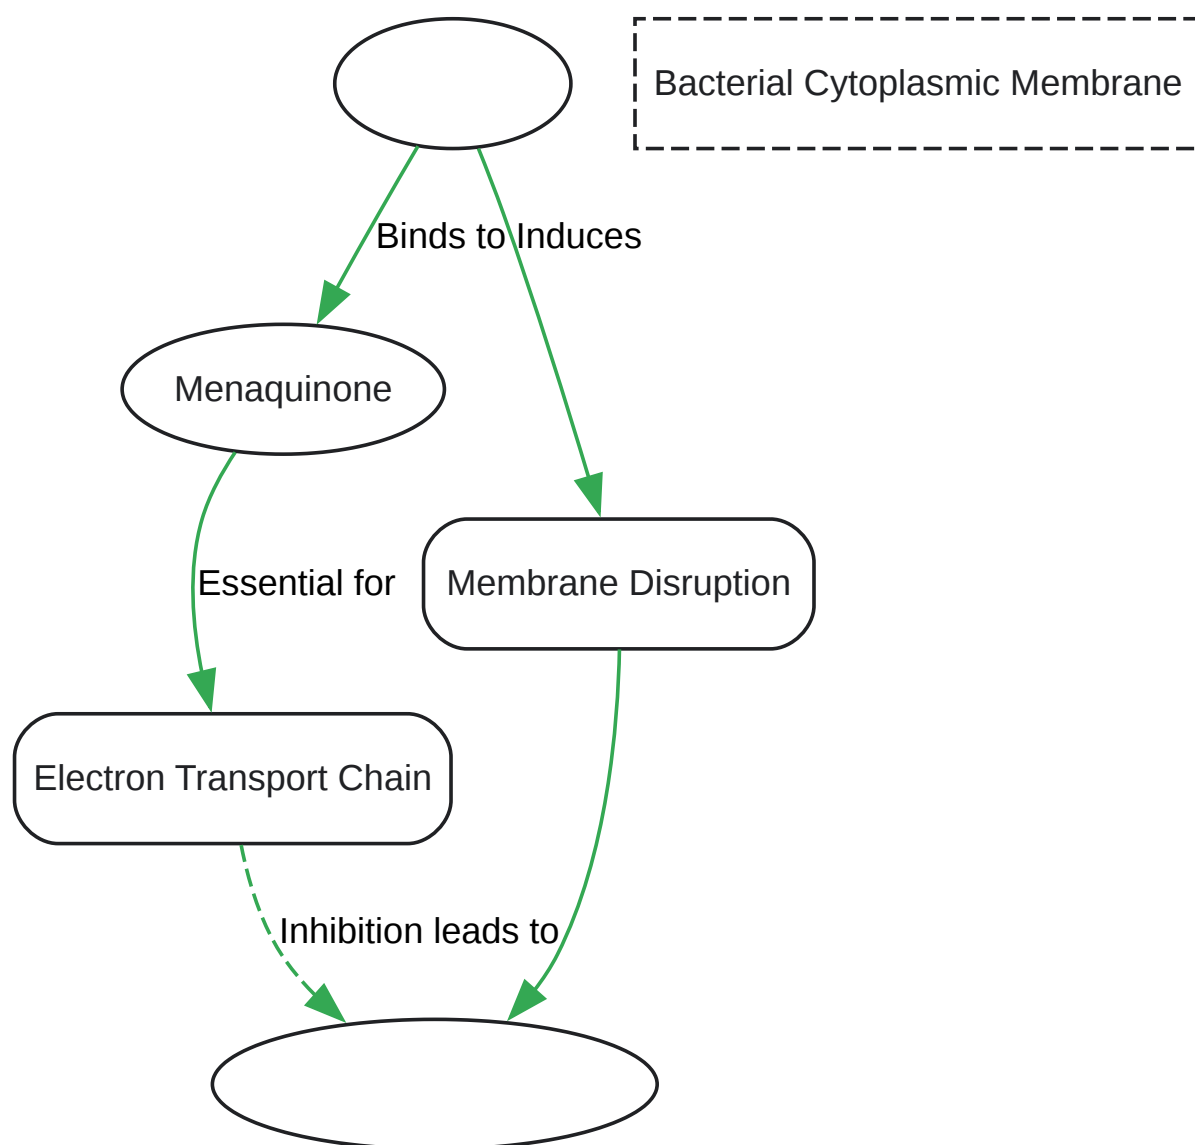 Bacterial Cytoplasmic Membrane
Binds to
Induces
Menaquinone
Essential for
Membrane Disruption
Electron Transport Chain
Inhibition leads to